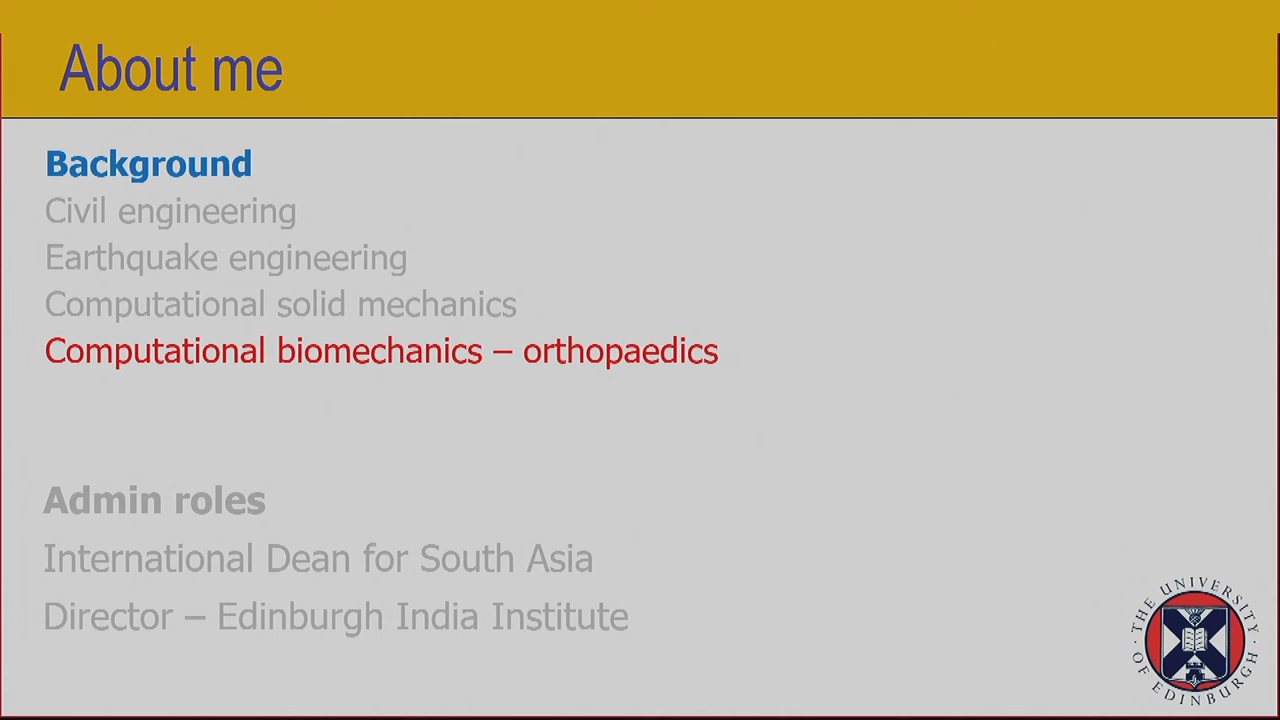 About me
Background
Civil engineering
Earthquake engineering
Computational solid mechanics
Computational biomechanics – orthopaedics
Admin roles
International Dean for South Asia
Director – Edinburgh India Institute
THE UNIVERSITY
OF EDINBURGH